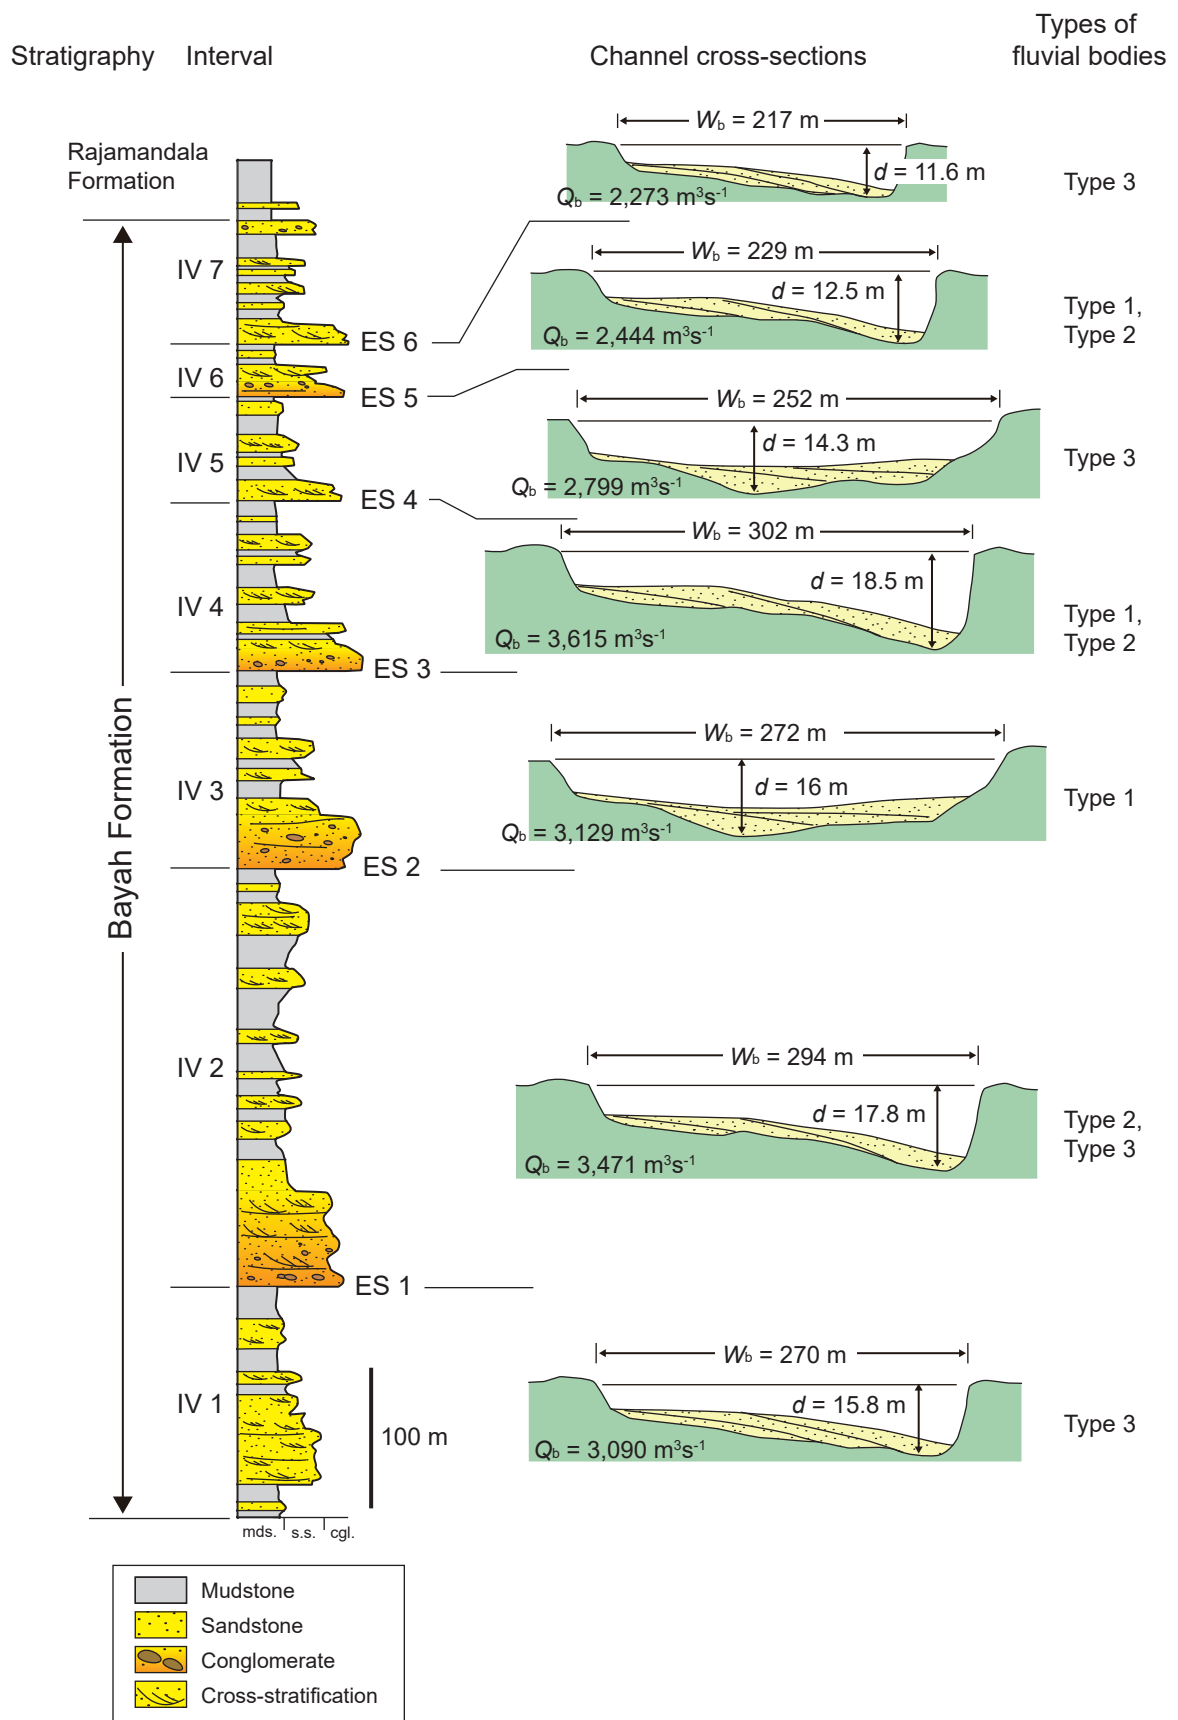 Stratigraphy
Interval
Channel cross-sections
Types of
fluvial bodies
Rajamandala
Formation
Wb = 217 m
d = 11.6 m
Qb = 2,273 m³s⁻¹
Type 3
IV 7
Wb = 229 m
d = 12.5 m
Qb = 2,444 m³s⁻¹
Type 1,
Type 2
ES 6
IV 6
ES 5
Wb = 252 m
d = 14.3 m
Qb = 2,799 m³s⁻¹
Type 3
IV 5
ES 4
Wb = 302 m
d = 18.5 m
Qb = 3,615 m³s⁻¹
Type 1,
Type 2
IV 4
ES 3
Bayah Formation
Wb = 272 m
d = 16 m
Qb = 3,129 m³s⁻¹
Type 1
IV 3
ES 2
IV 2
Wb = 294 m
d = 17.8 m
Qb = 3,471 m³s⁻¹
Type 2,
Type 3
ES 1
IV 1
100 m
Wb = 270 m
d = 15.8 m
Qb = 3,090 m³s⁻¹
Type 3
mds. s.s. cgl.
Mudstone
Sandstone
Conglomerate
Cross-stratification